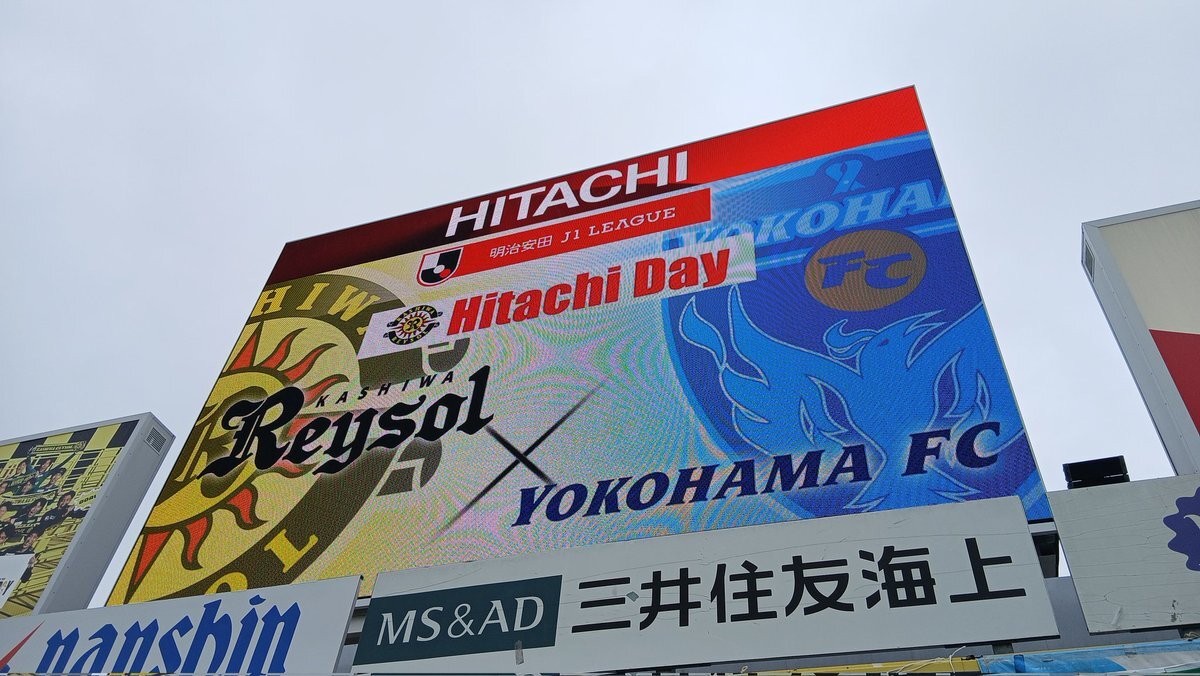 HITACHI
明治安田 J1 LEAGUE
Hitachi Day
YOKOHAMA
FC
KASHIWA
Reysol
×
YOKOHAMA FC
MS&AD 三井住友海上
nanshin